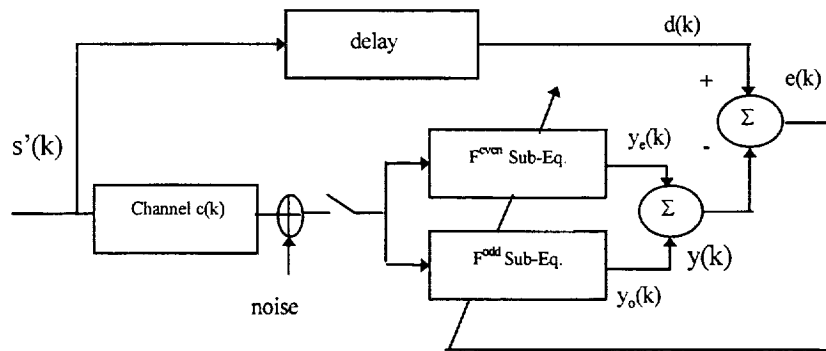 delay
d(k)
+
e(k)
Σ
s'(k)
-
F^even Sub-Eq.
y_e(k)
Channel c(k)
Σ
F^odd Sub-Eq.
y(k)
y_o(k)
noise